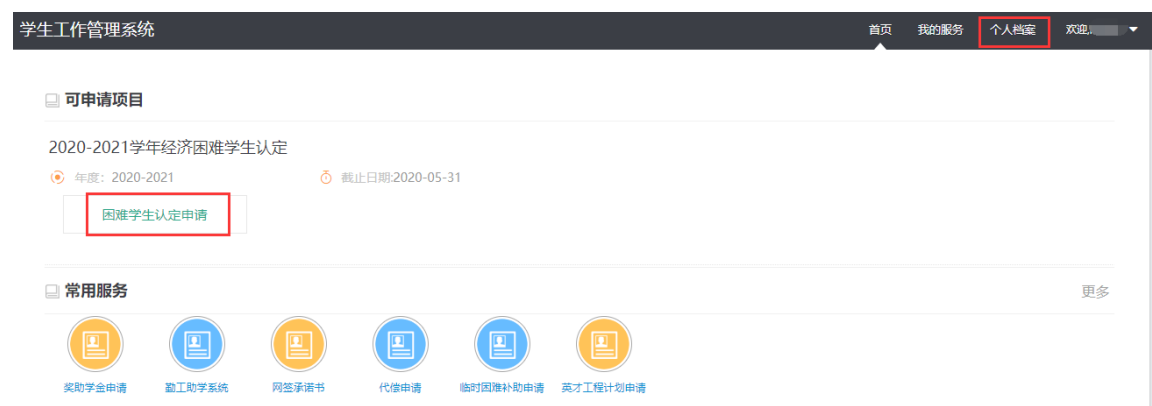 学生工作管理系统
首页 我的服务 个人档案 欢迎,
可申请项目
2020-2021学年经济困难学生认定
年度：2020-2021 截止日期:2020-05-31
困难学生认定申请
常用服务 更多
奖助学金申请 勤工助学系统 网签承诺书 代偿申请 临时困难补助申请 英才工程计划申请